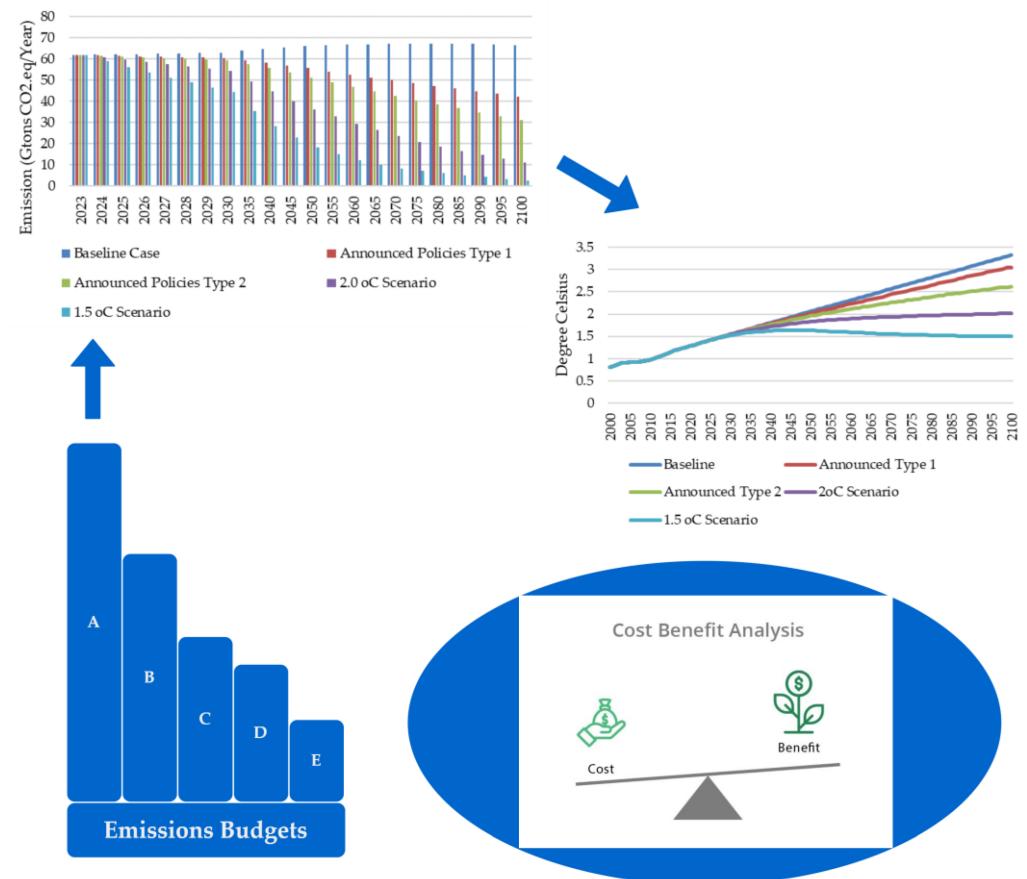 Emission (Gtons CO2.eq/Year)
80
70
60
50
40
30
20
10
0
2023
2024
2025
2026
2027
2028
2029
2030
2035
2040
2045
2050
2055
2060
2065
2070
2075
2080
2085
2090
2095
2100
Baseline Case
Announced Policies Type 1
Announced Policies Type 2
2.0 oC Scenario
1.5 oC Scenario
Degree Celsius
3.5
3
2.5
2
1.5
1
0.5
0
2000
2005
2010
2015
2020
2025
2030
2035
2040
2045
2050
2055
2060
2065
2070
2075
2080
2085
2090
2095
2100
Baseline
Announced Type 1
Announced Type 2
2oC Scenario
1.5 oC Scenario
A
B
C
D
E
Emissions Budgets
Cost Benefit Analysis
$
$
Cost
Benefit